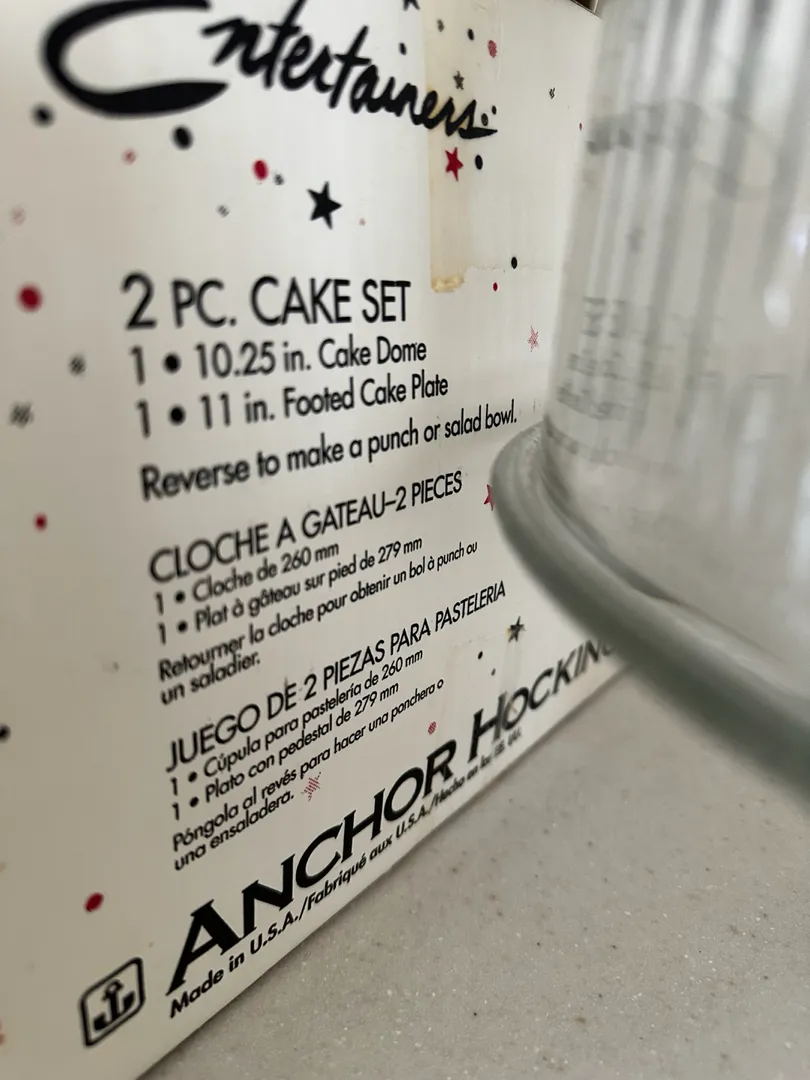 Entertainers
2 PC. CAKE SET
1 • 10.25 in. Cake Dome
1 • 11 in. Footed Cake Plate
Reverse to make a punch or salad bowl.
CLOCHE A GATEAU–2 PIECES
1 • Cloche de 260 mm
1 • Plat à gâteau sur pied de 279 mm
Retourner la cloche pour obtenir un bol à punch ou
un saladier.
JUEGO DE 2 PIEZAS PARA PASTELERIA
1 • Cúpula para pastelería de 260 mm
1 • Plato con pedestal de 279 mm
Póngola al revés para hacer una ponchera o
una ensaladera.
ANCHOR HOCKING
Made in U.S.A./Fabriqué aux U.S.A./Hecho en los EE. UU.